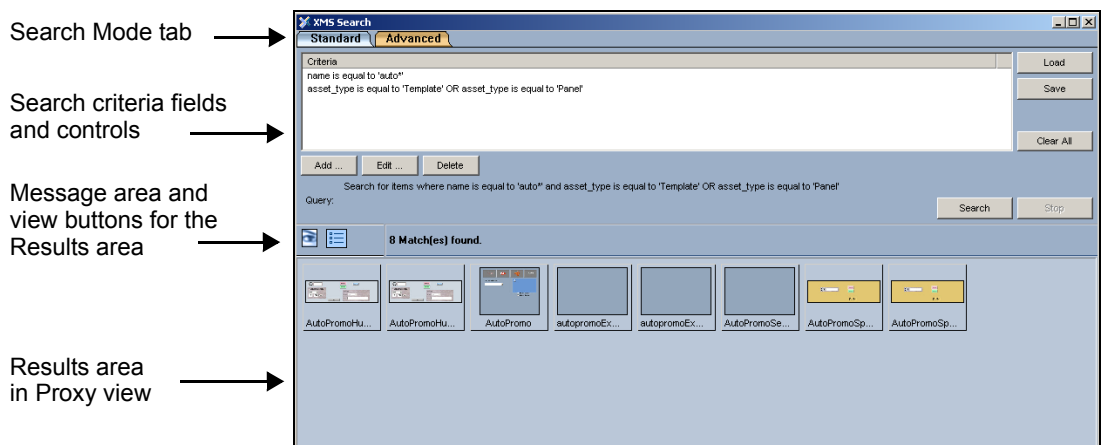 Search Mode tab
Search criteria fields
and controls
Message area and
view buttons for the
Results area
Results area
in Proxy view
XMS Search
Standard Advanced
Criteria
name is equal to 'auto*'
asset_type is equal to 'Template' OR asset_type is equal to 'Panel'
Load
Save
Clear All
Add ... Edit ... Delete
Search for items where name is equal to 'auto*' and asset_type is equal to 'Template' OR asset_type is equal to 'Panel'
Query:
Search Stop
8 Match(es) found.
AutoPromoHu... AutoPromoHu... AutoPromo autopromoEx... autopromoEx... AutoPromoSe... AutoPromoSp... AutoPromoSp...